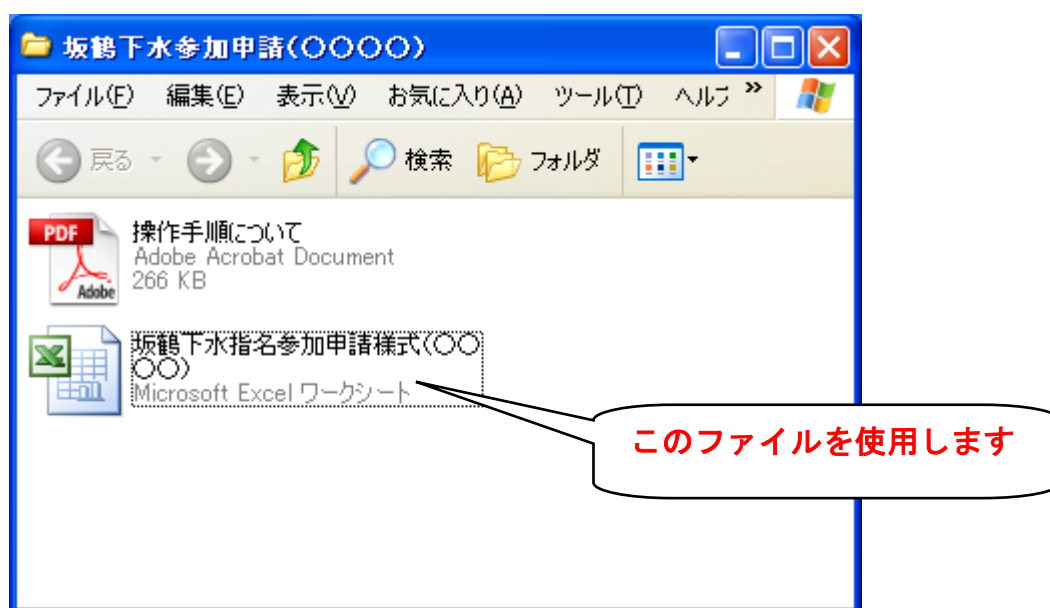 坂鶴下水参加申請(〇〇〇〇)
ファイル(F) 編集(E) 表示(V) お気に入り(A) ツール(T) ヘルプ »
戻る 検索 フォルダ
PDF
Adobe
操作手順について
Adobe Acrobat Document
266 KB
坂鶴下水指名参加申請様式(〇〇
〇〇)
Microsoft Excel ワークシート
このファイルを使用します